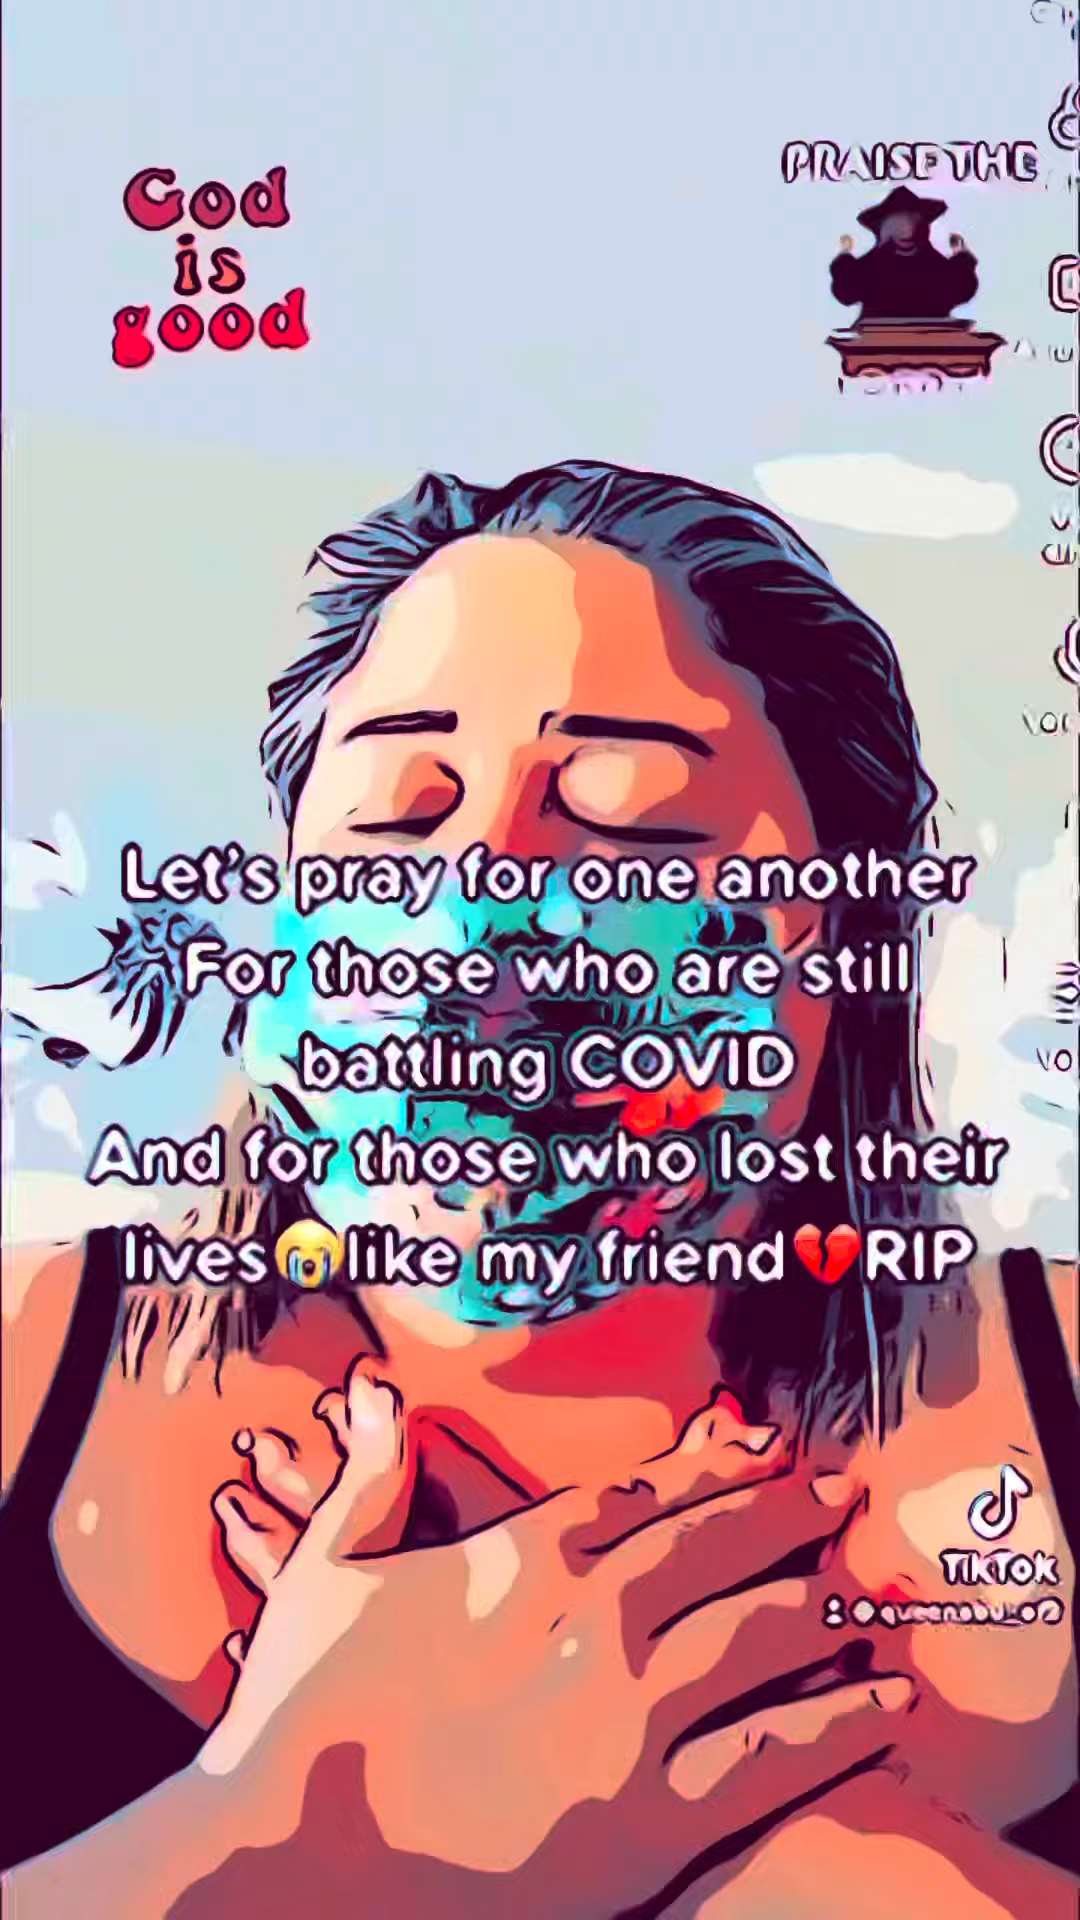 God
is
good
PRAISE THE
Let's pray for one another
For those who are still
battling COVID
And for those who lost their
lives😭like my friend💔RIP
TikTok